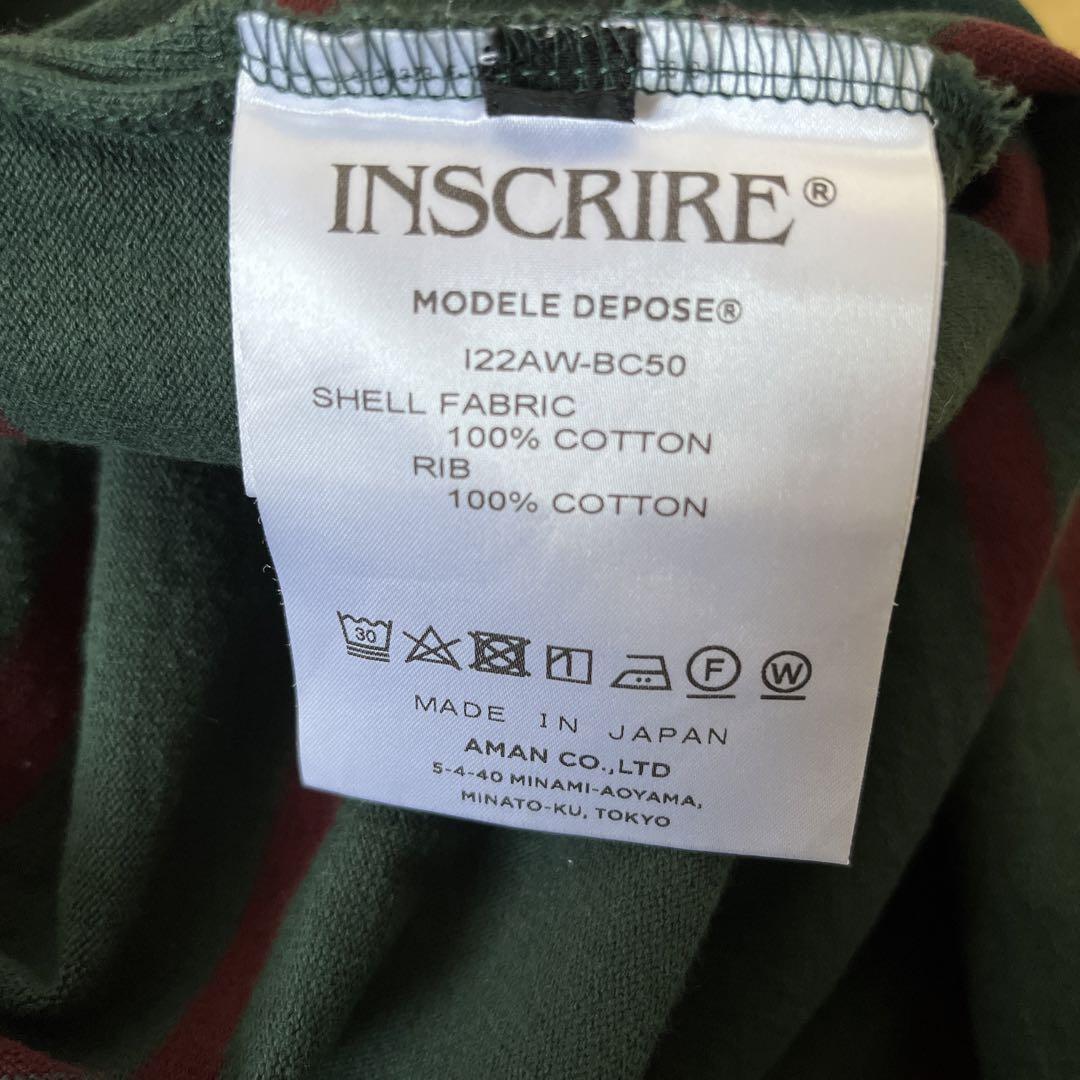 INSCRIRE®
MODELE DEPOSE®
I22AW-BC50
SHELL FABRIC
100% COTTON
RIB
100% COTTON
30
F W
MADE IN JAPAN
AMAN CO.,LTD
5-4-40 MINAMI-AOYAMA,
MINATO-KU, TOKYO